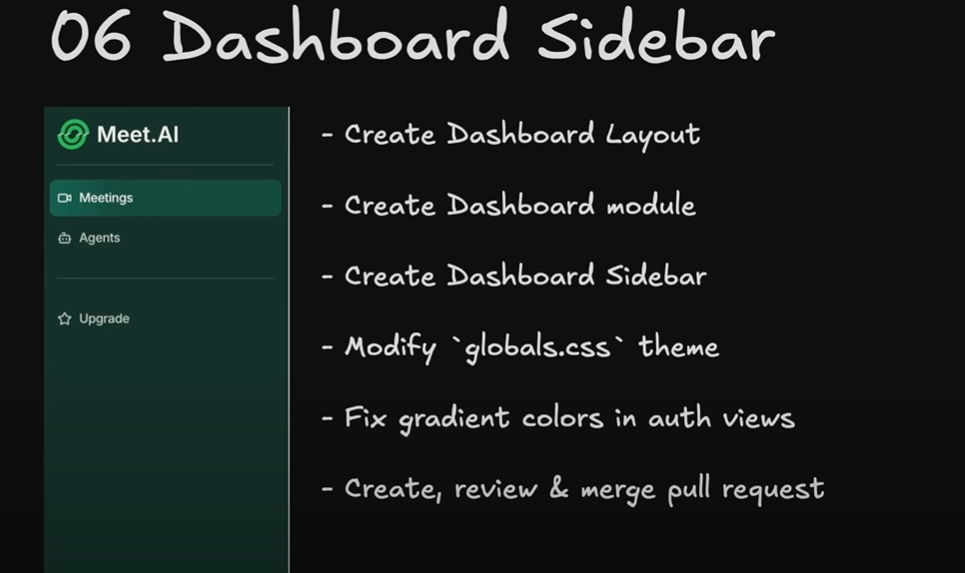 06 Dashboard Sidebar
Meet.AI
Meetings
Agents
Upgrade
- Create Dashboard Layout
- Create Dashboard module
- Create Dashboard Sidebar
- Modify `globals.css` theme
- Fix gradient colors in auth views
- Create, review & merge pull request